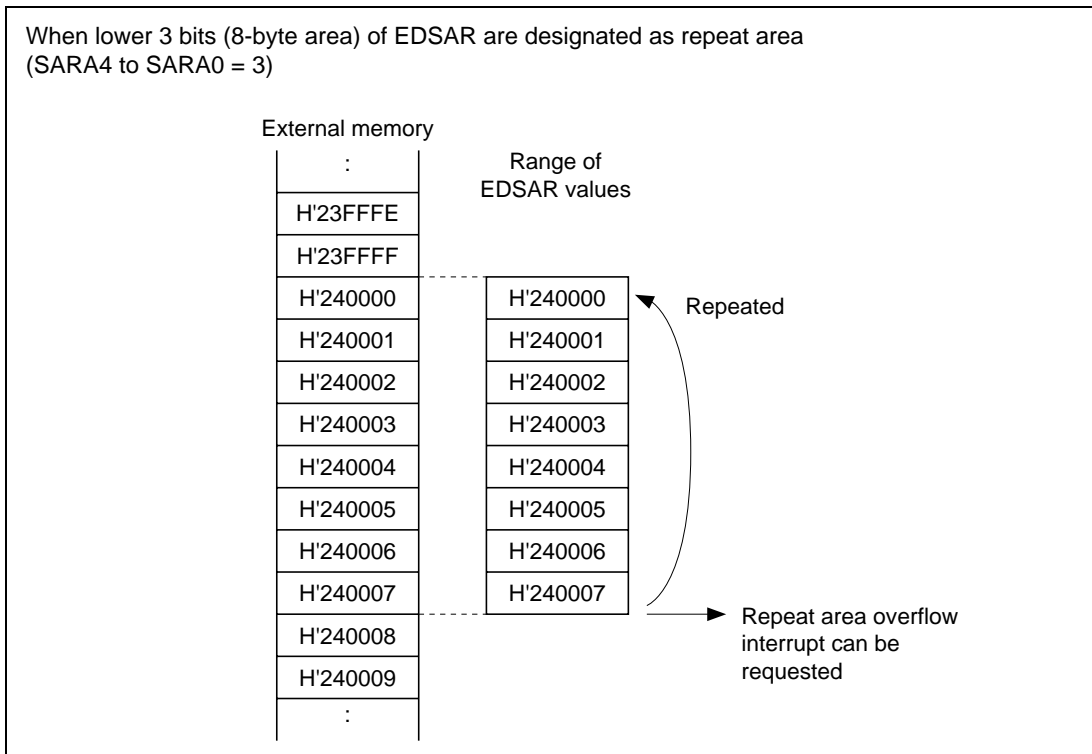 When lower 3 bits (8-byte area) of EDSAR are designated as repeat area
(SARA4 to SARA0 = 3)
External memory
:
H'23FFFE
H'23FFFF
H'240000
H'240001
H'240002
H'240003
H'240004
H'240005
H'240006
H'240007
H'240008
H'240009
:
Range of
EDSAR values
H'240000
H'240001
H'240002
H'240003
H'240004
H'240005
H'240006
H'240007
Repeated
Repeat area overflow
interrupt can be
requested